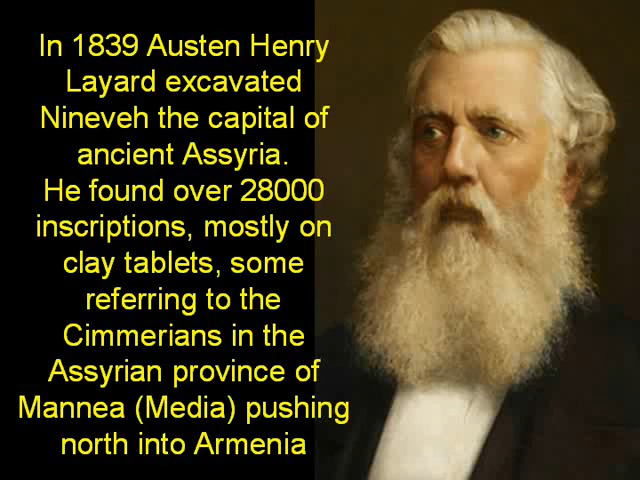 In 1839 Austen Henry
Layard excavated
Nineveh the capital of
ancient Assyria.
He found over 28000
inscriptions, mostly on
clay tablets, some
referring to the
Cimmerians in the
Assyrian province of
Mannea (Media) pushing
north into Armenia